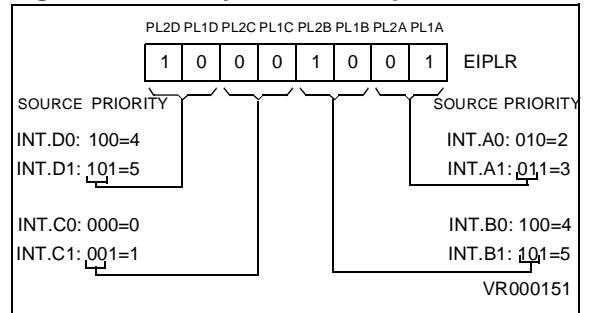 PL2D PL1D PL2C PL1C PL2B PL1B PL2A PL1A
1 0 0 0 1 0 0 1 EIPLR
SOURCE PRIORITY SOURCE PRIORITY
INT.D0: 100=4 INT.A0: 010=2
INT.D1: 101=5 INT.A1: 011=3
INT.C0: 000=0 INT.B0: 100=4
INT.C1: 001=1 INT.B1: 101=5
VR000151